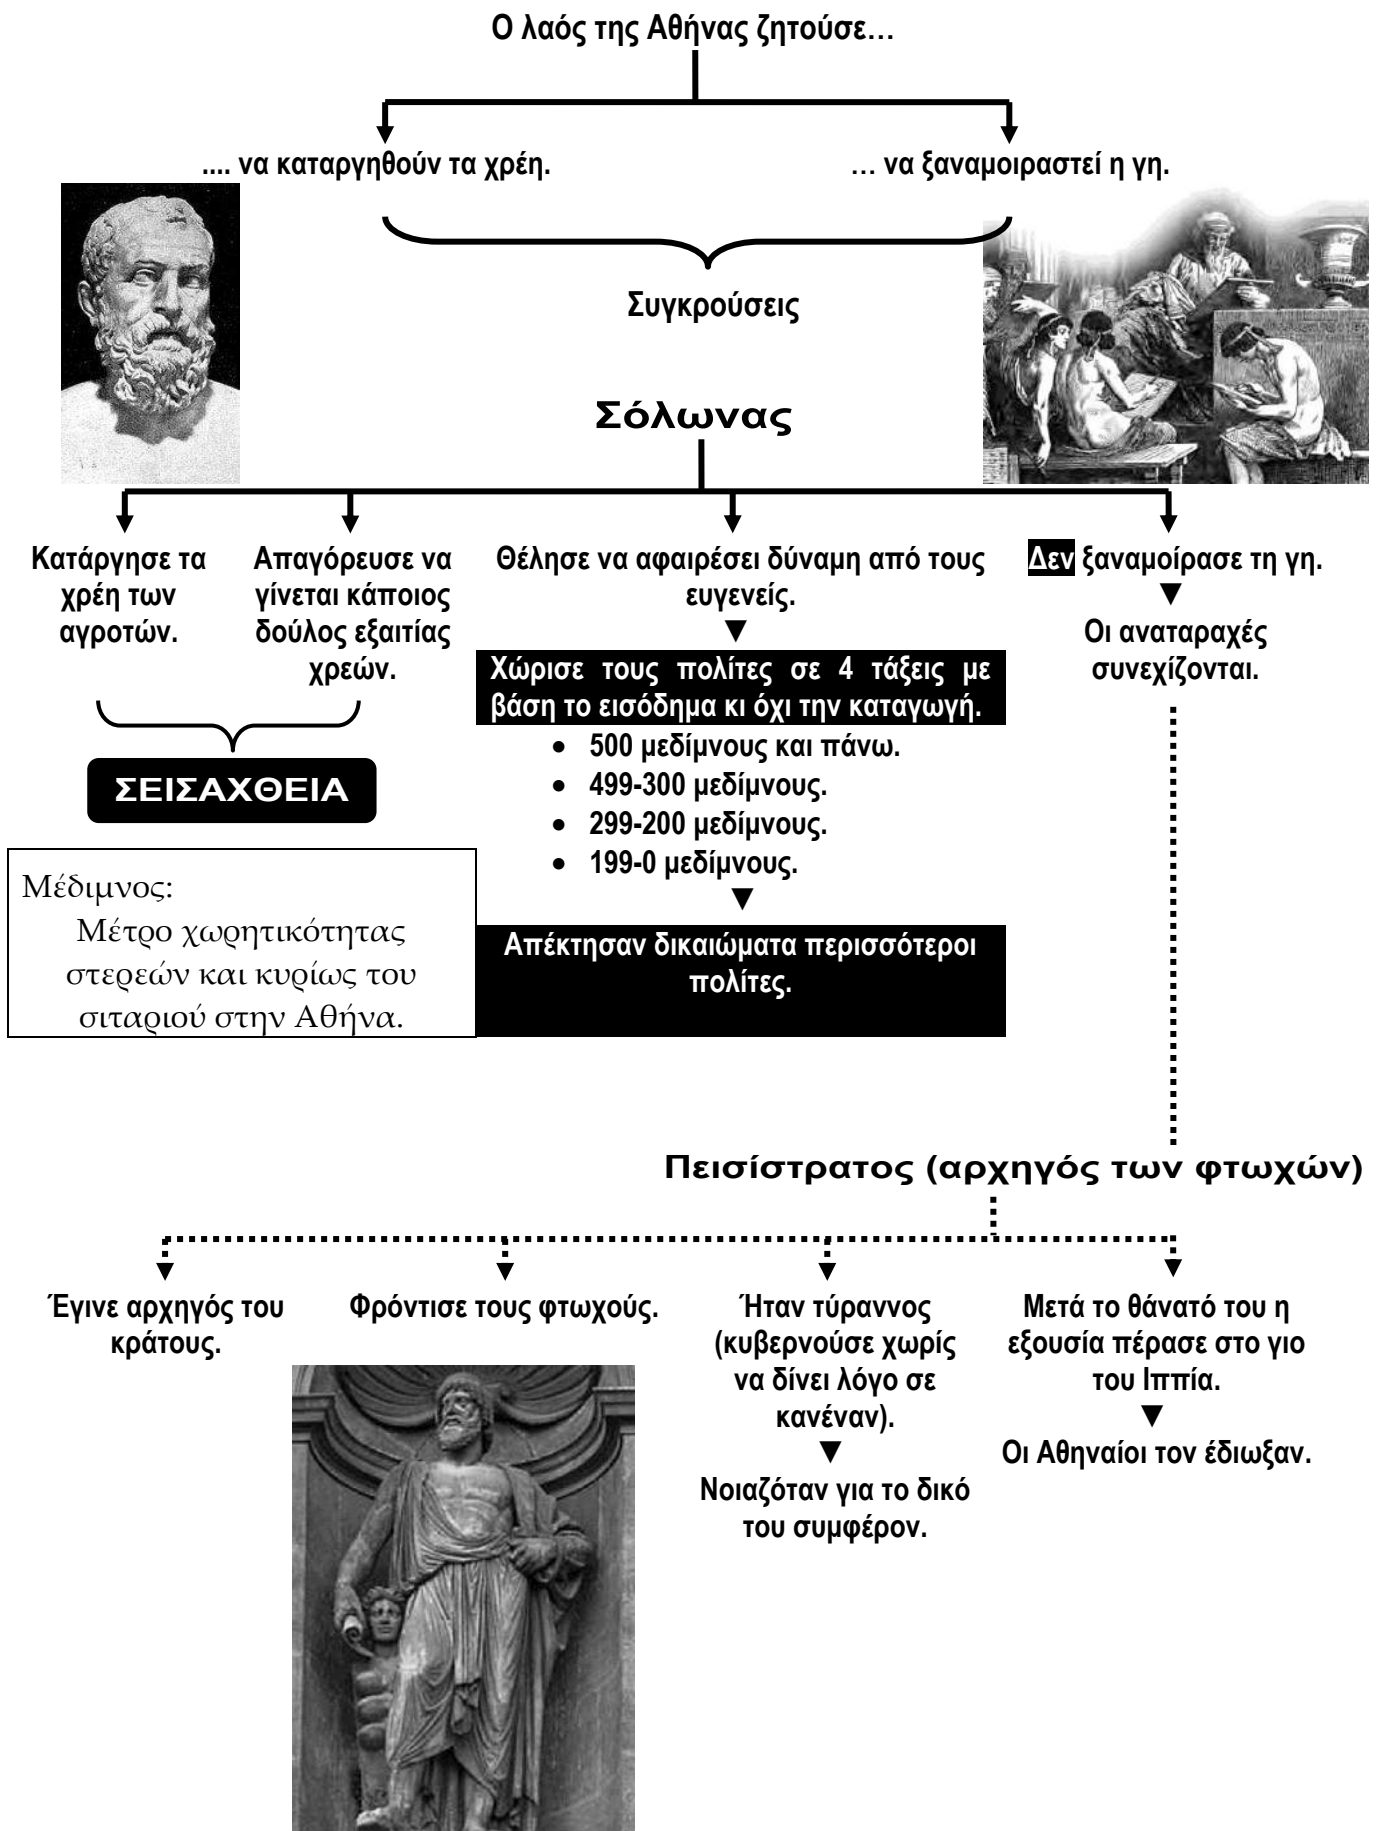 Ο λαός της Αθήνας ζητούσε…
.... να καταργηθούν τα χρέη.
… να ξαναμοιραστεί η γη.
Συγκρούσεις
Σόλωνας
Κατάργησε τα
χρέη των
αγροτών.
Απαγόρευσε να
γίνεται κάποιος
δούλος εξαιτίας
χρεών.
ΣΕΙΣΑΧΘΕΙΑ
Μέδιμνος:
Μέτρο χωρητικότητας
στερεών και κυρίως του
σιταριού στην Αθήνα.
Θέλησε να αφαιρέσει δύναμη από τους
ευγενείς.
▼
Χώρισε τους πολίτες σε 4 τάξεις με
βάση το εισόδημα κι όχι την καταγωγή.
• 500 μεδίμνους και πάνω.
• 499-300 μεδίμνους.
• 299-200 μεδίμνους.
• 199-0 μεδίμνους.
▼
Απέκτησαν δικαιώματα περισσότεροι
πολίτες.
Δεν ξαναμοίρασε τη γη.
▼
Οι αναταραχές
συνεχίζονται.
Πεισίστρατος (αρχηγός των φτωχών)
Έγινε αρχηγός του
κράτους.
Φρόντισε τους φτωχούς.
Ήταν τύραννος
(κυβερνούσε χωρίς
να δίνει λόγο σε
κανέναν).
▼
Νοιαζόταν για το δικό
του συμφέρον.
Μετά το θάνατό του η
εξουσία πέρασε στο γιο
του Ιππία.
▼
Οι Αθηναίοι τον έδιωξαν.